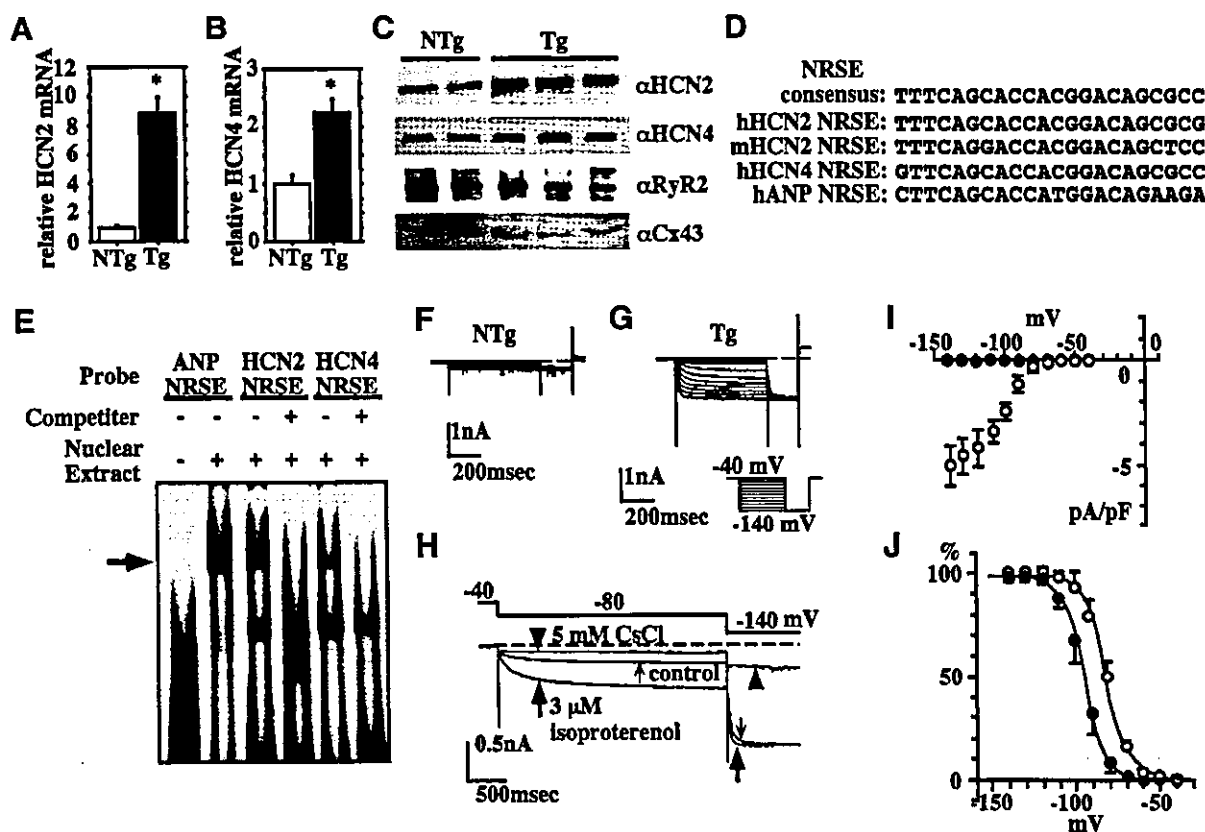 A
relative HCN2 mRNA
12
10
8
6
4
2
0
*
NTg Tg
B
relative HCN4 mRNA
3
2
1
0
*
NTg Tg
C
NTg Tg
αHCN2
αHCN4
αRyR2
αCx43
D
NRSE
consensus: TTTCAGCACCACGGACAGCGCC
hHCN2 NRSE: TTTCAGCACCACGGACAGCGCG
mHCN2 NRSE: TTTCAGGACCACGGACAGCTCC
hHCN4 NRSE: GTTCAGCACCACGGACAGCGCC
hANP NRSE: CTTCAGCACCATGGACAGAAGA
E
Probe
ANP NRSE
HCN2 NRSE
HCN4 NRSE
Competiter - - - + - +
Nuclear Extract - + + + + +
F
NTg
1nA
200msec
G
Tg
1nA
200msec
-40 mV
-140 mV
H
-40
-80
-140 mV
5 mM CsCl
control
3 μM
isoproterenol
0.5nA
500msec
I
mV
-150 -100 -50 0
0
-5
pA/pF
J
%
100
50
0
-150 -100 -50
mV